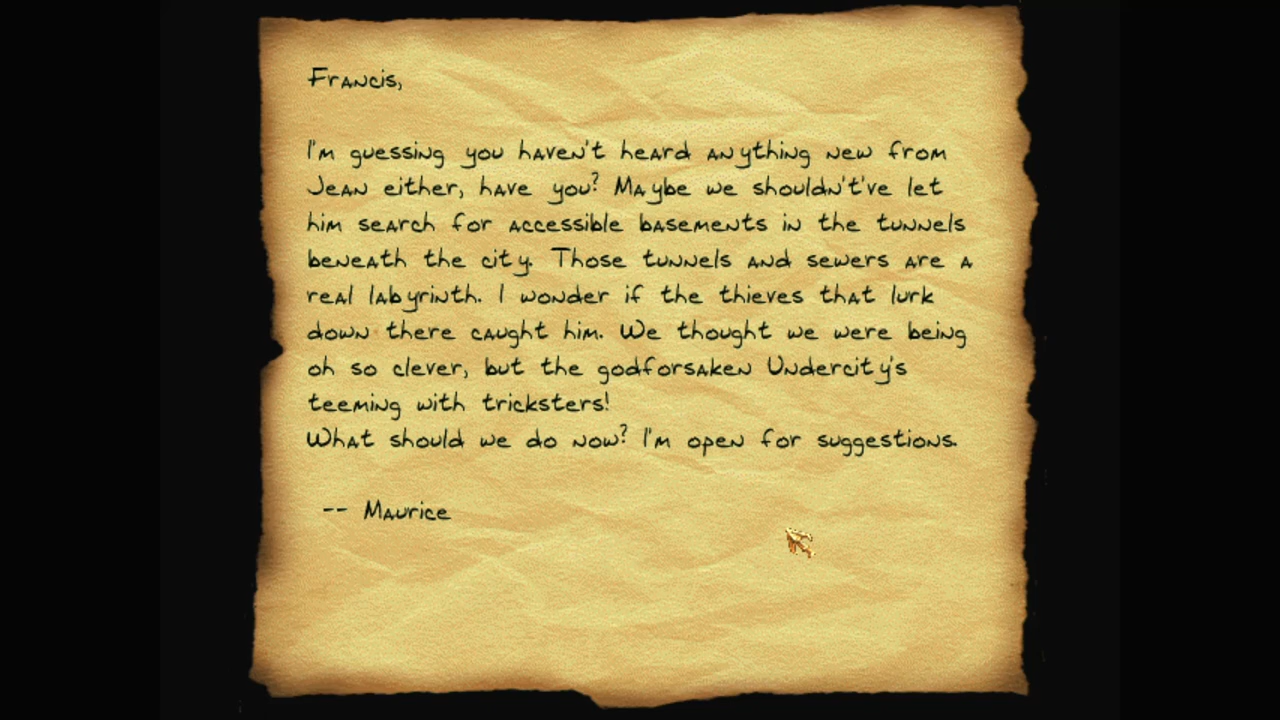 Francis,
I'm guessing you haven't heard anything new from
Jean either, have you? Maybe we shouldn't've let
him search for accessible basements in the tunnels
beneath the city. Those tunnels and sewers are a
real labyrinth. I wonder if the thieves that lurk
down there caught him. We thought we were being
oh so clever, but the godforsaken Undercity's
teeming with tricksters!
What should we do now? I'm open for suggestions.
-- Maurice